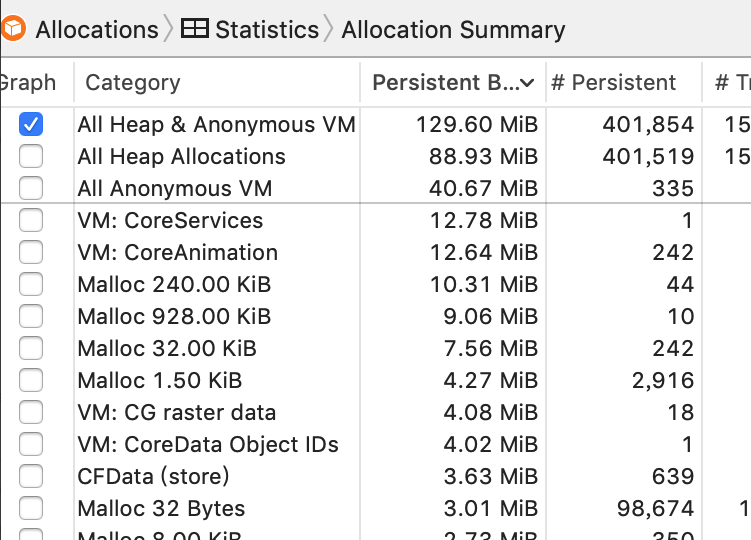 Allocations Statistics Allocation Summary
Graph Category Persistent B... # Persistent # Tr
All Heap & Anonymous VM 129.60 MiB 401,854 15
All Heap Allocations 88.93 MiB 401,519 15
All Anonymous VM 40.67 MiB 335
VM: CoreServices 12.78 MiB 1
VM: CoreAnimation 12.64 MiB 242
Malloc 240.00 KiB 10.31 MiB 44
Malloc 928.00 KiB 9.06 MiB 10
Malloc 32.00 KiB 7.56 MiB 242
Malloc 1.50 KiB 4.27 MiB 2,916
VM: CG raster data 4.08 MiB 18
VM: CoreData Object IDs 4.02 MiB 1
CFData (store) 3.63 MiB 639
Malloc 32 Bytes 3.01 MiB 98,674 1
Malloc 8.00 KiB 2.73 MiB 350